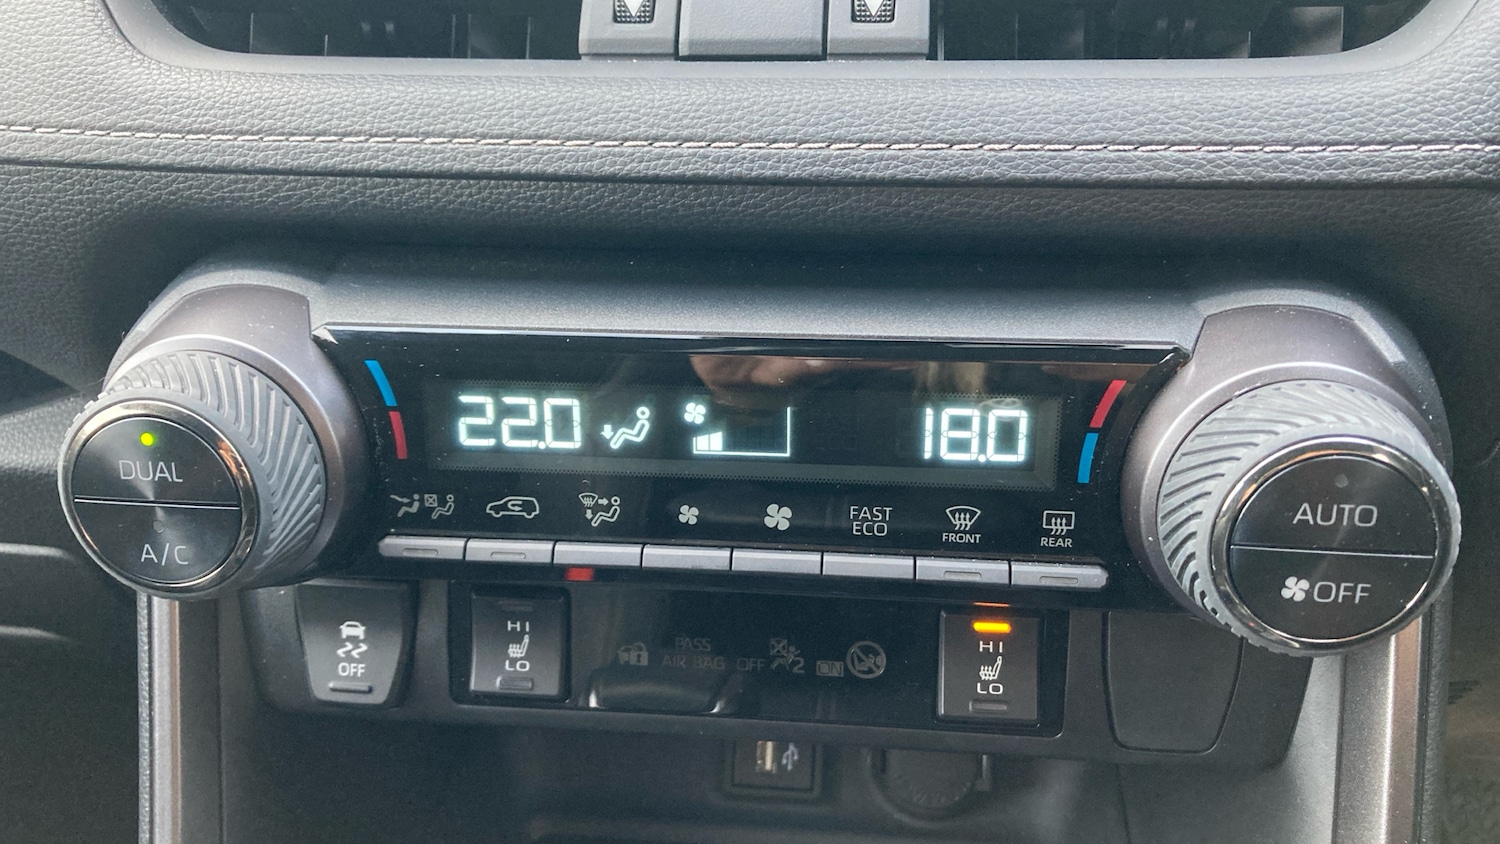 22.0 18.0
DUAL
A/C
FAST
ECO
FRONT
REAR
AUTO
OFF
OFF
HI
LO
PASS
AIR BAG OFF 2 ON
HI
LO